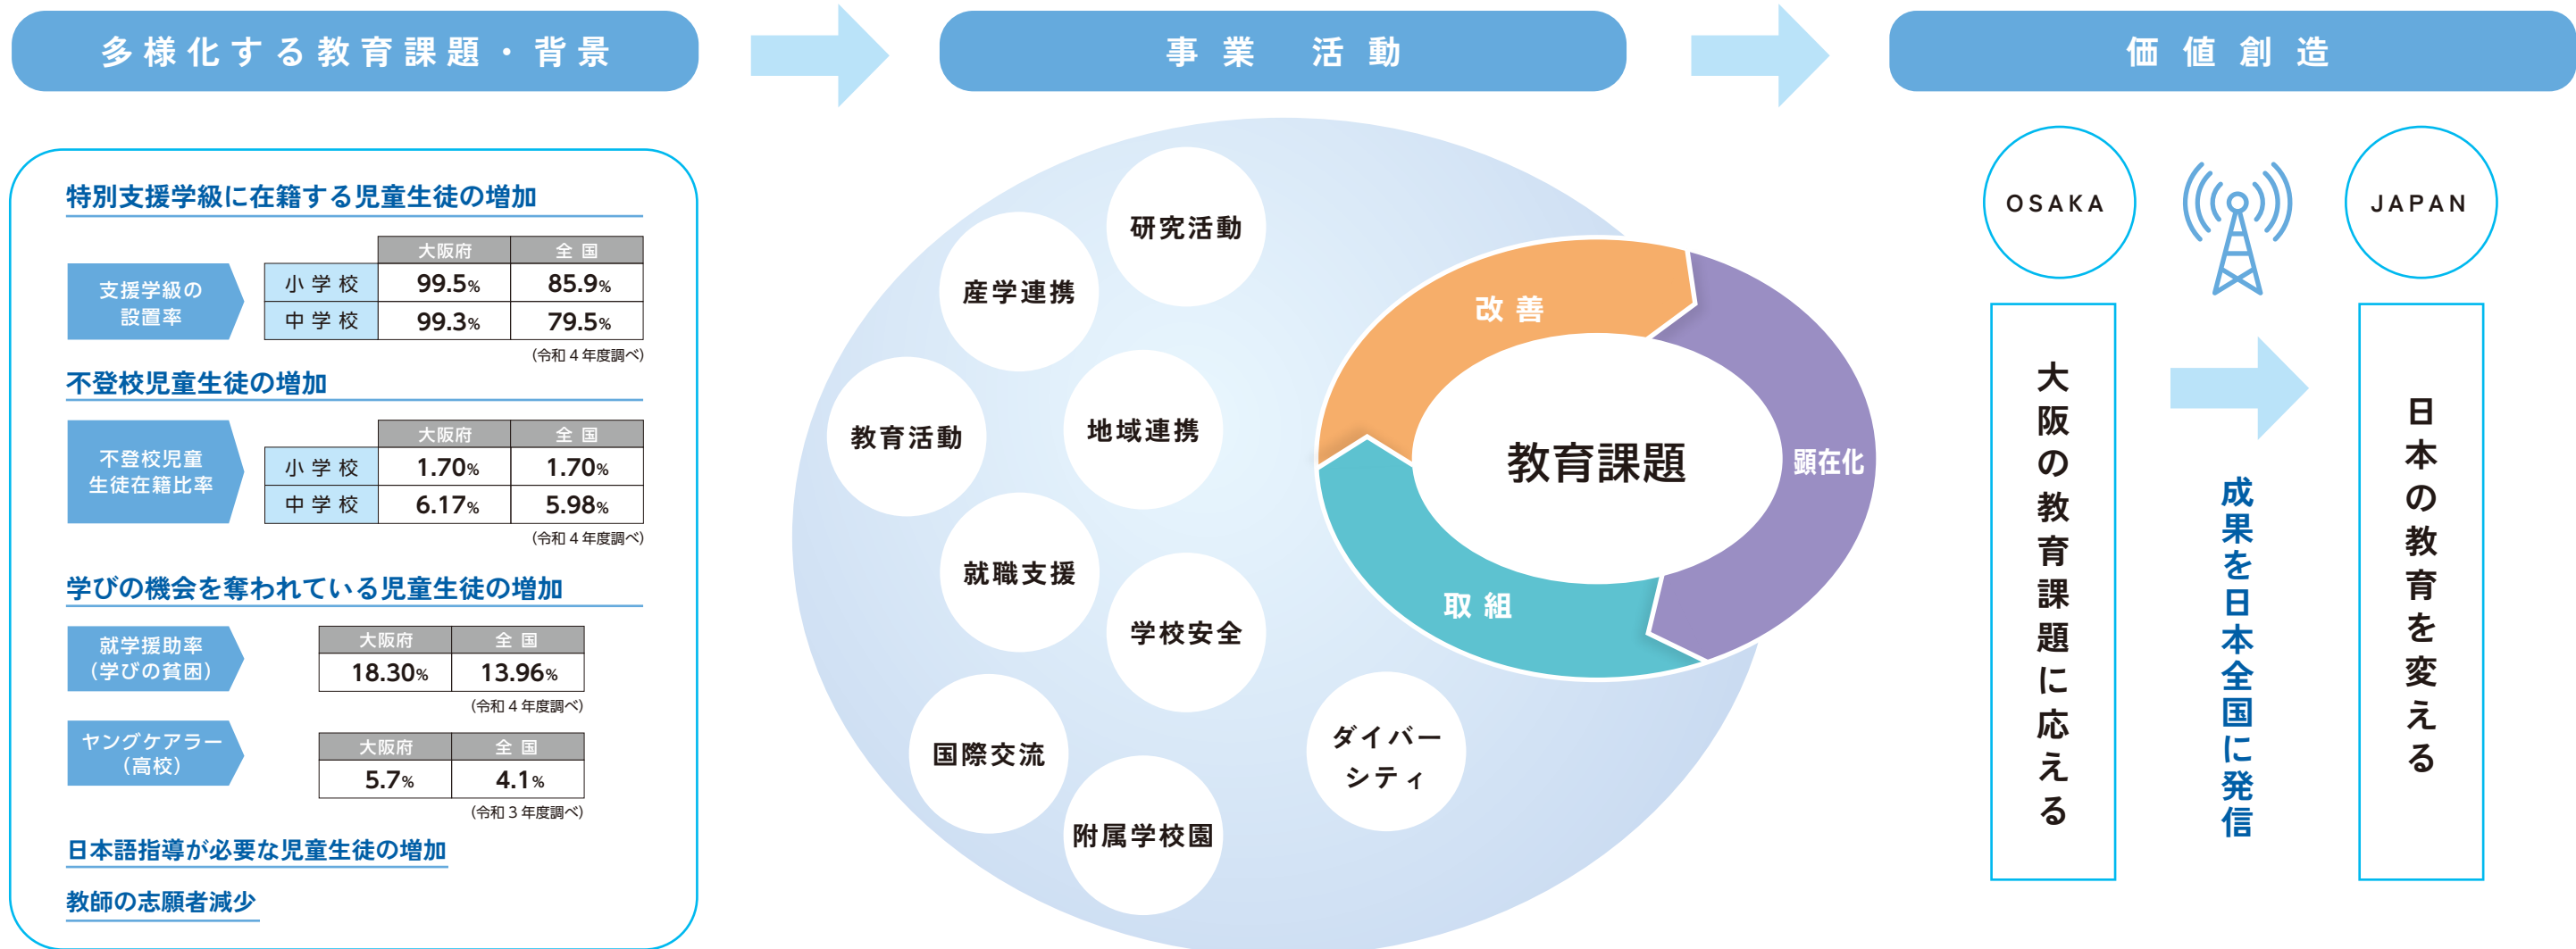 多様化する教育課題・背景
事業 活動
価値創造
特別支援学級に在籍する児童生徒の増加
支援学級の
設置率
大阪府 全国
小学校 99.5% 85.9%
中学校 99.3% 79.5%
(令和4年度調べ)
不登校児童生徒の増加
不登校児童
生徒在籍比率
大阪府 全国
小学校 1.70% 1.70%
中学校 6.17% 5.98%
(令和4年度調べ)
学びの機会を奪われている児童生徒の増加
就学援助率
(学びの貧困)
大阪府 全国
18.30% 13.96%
(令和4年度調べ)
ヤングケアラー
(高校)
大阪府 全国
5.7% 4.1%
(令和3年度調べ)
日本語指導が必要な児童生徒の増加
教師の志願者減少
研究活動
産学連携
教育活動
地域連携
就職支援
学校安全
国際交流
附属学校園
ダイバー
シティ
改善
顕在化
取組
教育課題
OSAKA
JAPAN
大阪の教育課題に応える
成果を日本全国に発信
日本の教育を変える